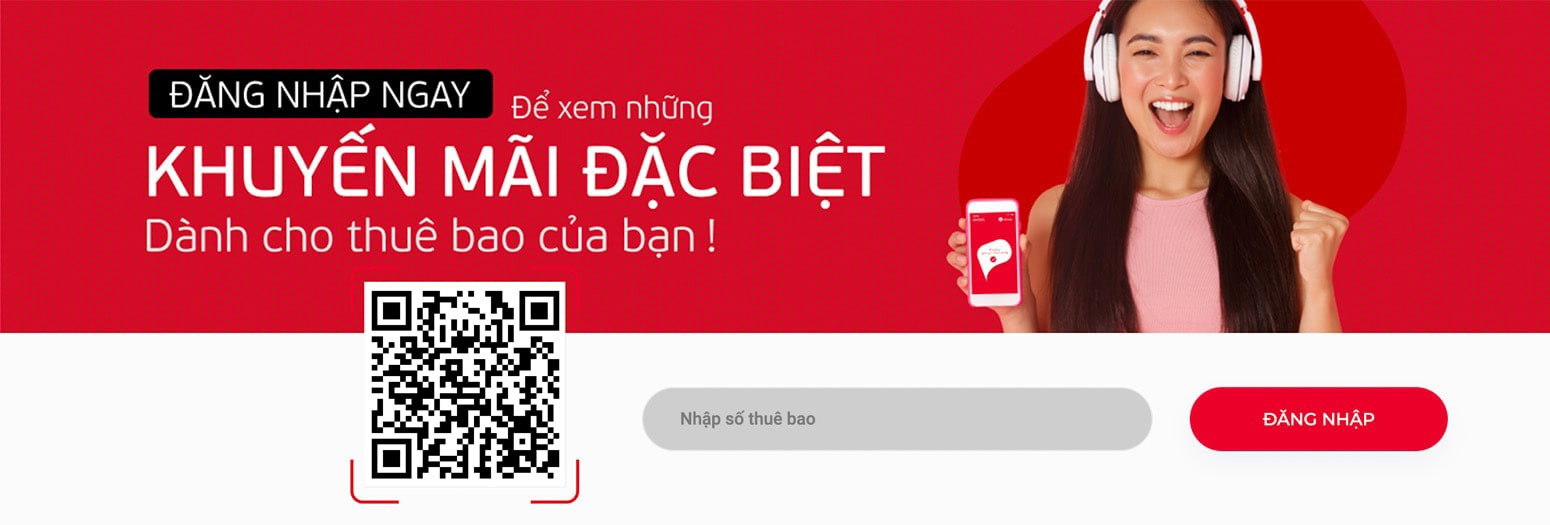 ĐĂNG NHẬP NGAY Để xem những
KHUYẾN MÃI ĐẶC BIỆT
Dành cho thuê bao của bạn !
Nhập số thuê bao
ĐĂNG NHẬP